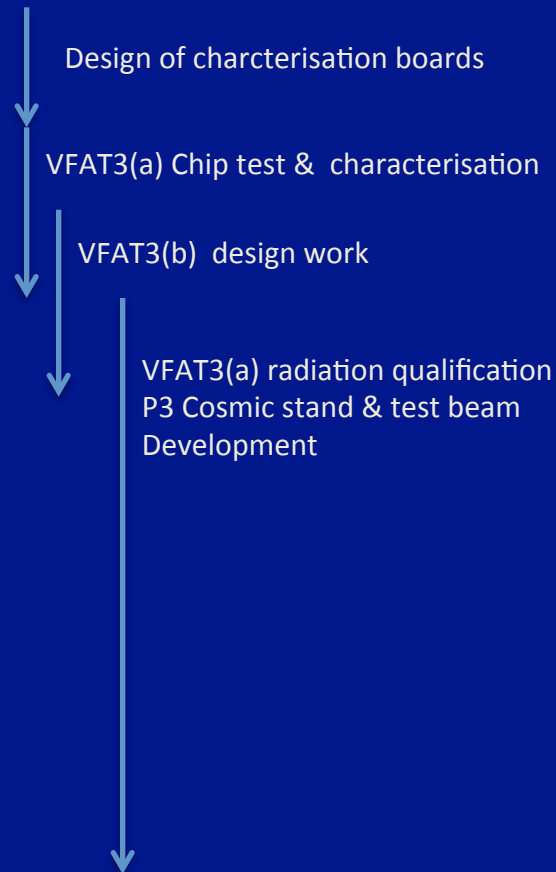 Design of charcterisation boards
VFAT3(a) Chip test & characterisation
VFAT3(b) design work
VFAT3(a) radiation qualification
P3 Cosmic stand & test beam
Development